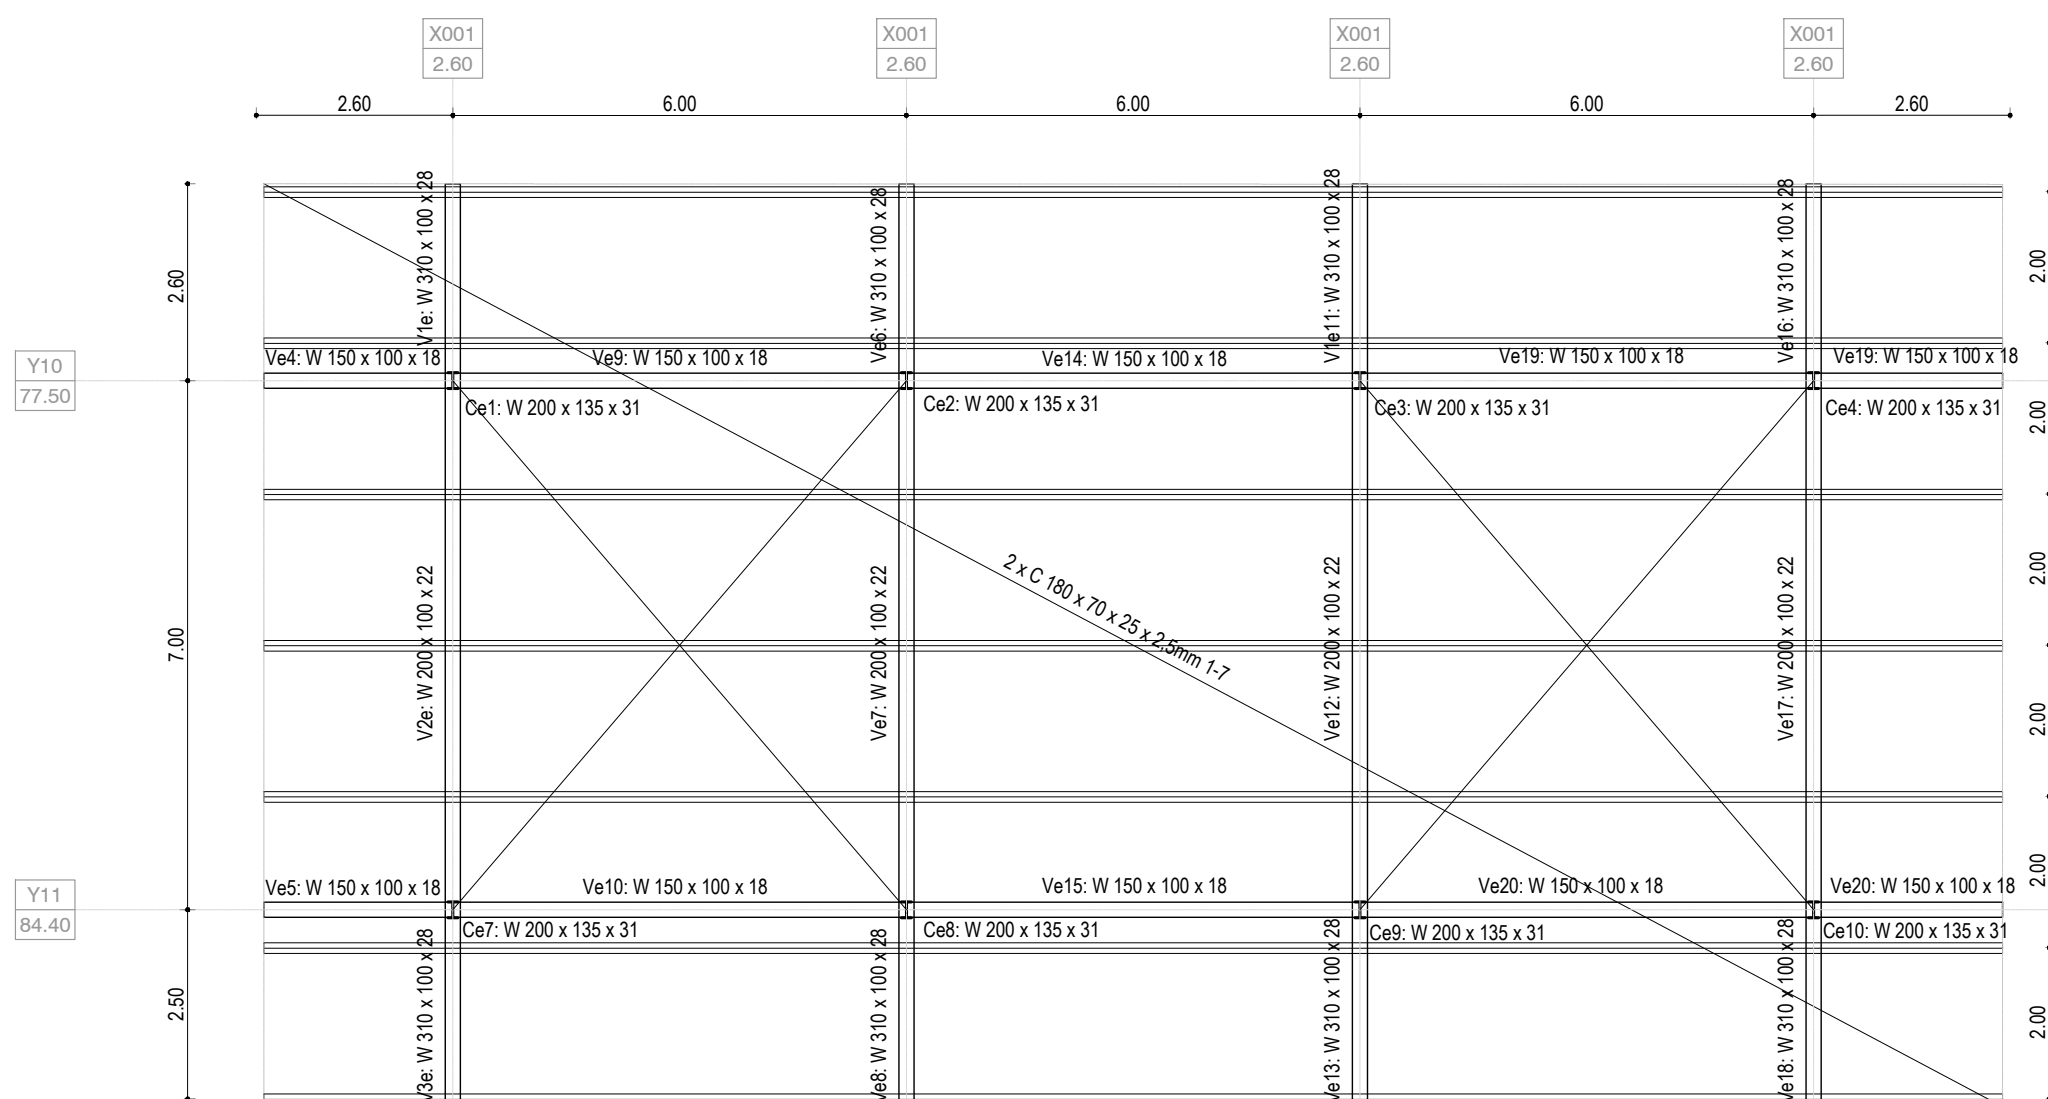 X001
2.60
X001
2.60
X001
2.60
X001
2.60
2.60
6.00
6.00
6.00
2.60
V1e: W 310 x 100 x 28
Ve6: W 310 x 100 x 28
V1e11: W 310 x 100 x 28
Ve16: W 310 x 100 x 28
2.60
2.00
Y10
77.50
Ve4: W 150 x 100 x 18
Ve9: W 150 x 100 x 18
Ve14: W 150 x 100 x 18
Ve19: W 150 x 100 x 18
Ve19: W 150 x 100 x 18
Ce1: W 200 x 135 x 31
Ce2: W 200 x 135 x 31
Ce3: W 200 x 135 x 31
Ce4: W 200 x 135 x 31
2.00
2.00
2 x C 180 x 70 x 25 x 2,5mm 1-7
7.00
V2e: W 200 x 100 x 22
Ve7: W 200 x 100 x 22
Ve12: W 200 x 100 x 22
Ve17: W 200 x 100 x 22
2.00
2.00
Y11
84.40
Ve5: W 150 x 100 x 18
Ve10: W 150 x 100 x 18
Ve15: W 150 x 100 x 18
Ve20: W 150 x 100 x 18
Ve20: W 150 x 100 x 18
Ce7: W 200 x 135 x 31
Ce8: W 200 x 135 x 31
Ce9: W 200 x 135 x 31
Ce10: W 200 x 135 x 31
2.50
V3e: W 310 x 100 x 28
Ve8: W 310 x 100 x 28
Ve13: W 310 x 100 x 28
Ve18: W 310 x 100 x 28
2.00